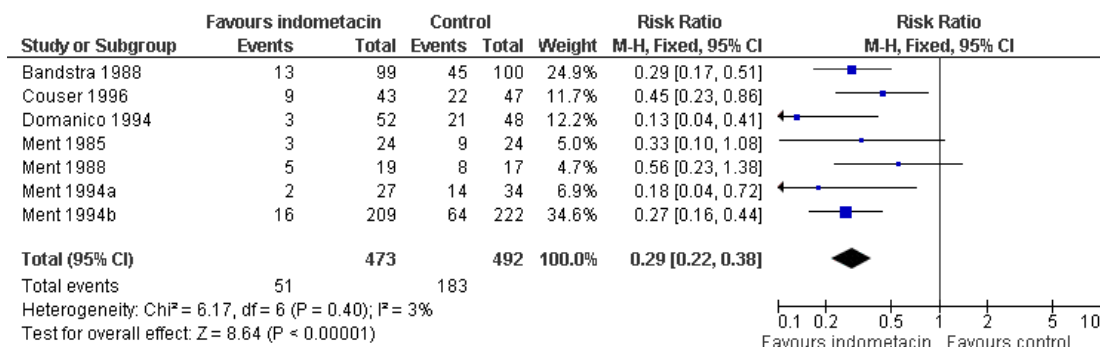 Favours indometacin Control Risk Ratio Risk Ratio
Study or Subgroup Events Total Events Total Weight M-H, Fixed, 95% CI M-H, Fixed, 95% CI
Bandstra 1988 13 99 45 100 24.9% 0.29 [0.17, 0.51]
Couser 1996 9 43 22 47 11.7% 0.45 [0.23, 0.86]
Domanico 1994 3 52 21 48 12.2% 0.13 [0.04, 0.41]
Ment 1985 3 24 9 24 5.0% 0.33 [0.10, 1.08]
Ment 1988 5 19 8 17 4.7% 0.56 [0.23, 1.38]
Ment 1994a 2 27 14 34 6.9% 0.18 [0.04, 0.72]
Ment 1994b 16 209 64 222 34.6% 0.27 [0.16, 0.44]
Total (95% CI) 473 492 100.0% 0.29 [0.22, 0.38]
Total events 51 183
Heterogeneity: Chi² = 6.17, df = 6 (P = 0.40); I² = 3%
Test for overall effect: Z = 8.64 (P < 0.00001)
0.1 0.2 0.5 1 2 5 10
Favours indometacin Favours control